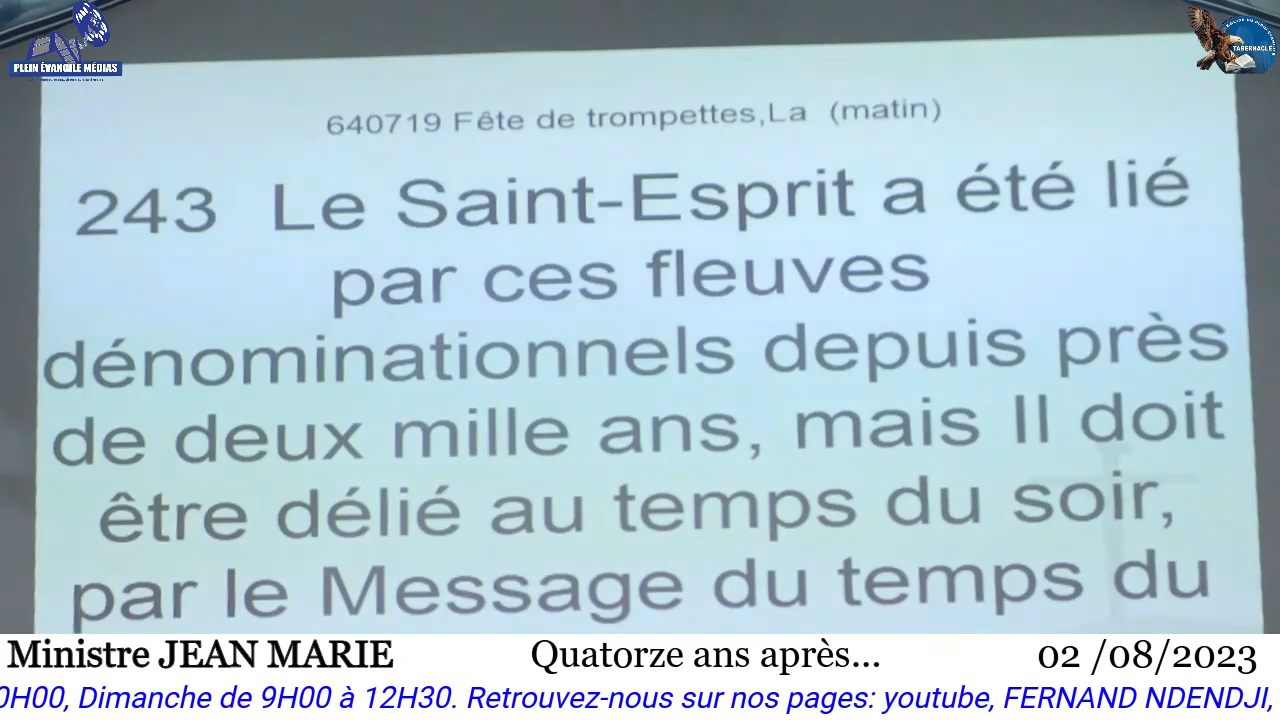 PLEIN ÉVANGILE MÉDIAS
TABERNACLE
640719 Fête de trompettes,La (matin)
243 Le Saint-Esprit a été lié
par ces fleuves
dénominationnels depuis près
de deux mille ans, mais Il doit
être délié au temps du soir,
par le Message du temps du
Ministre JEAN MARIE Quatorze ans après... 02 /08/2023
0H00, Dimanche de 9H00 à 12H30. Retrouvez-nous sur nos pages: youtube, FERNAND NDENDJI,